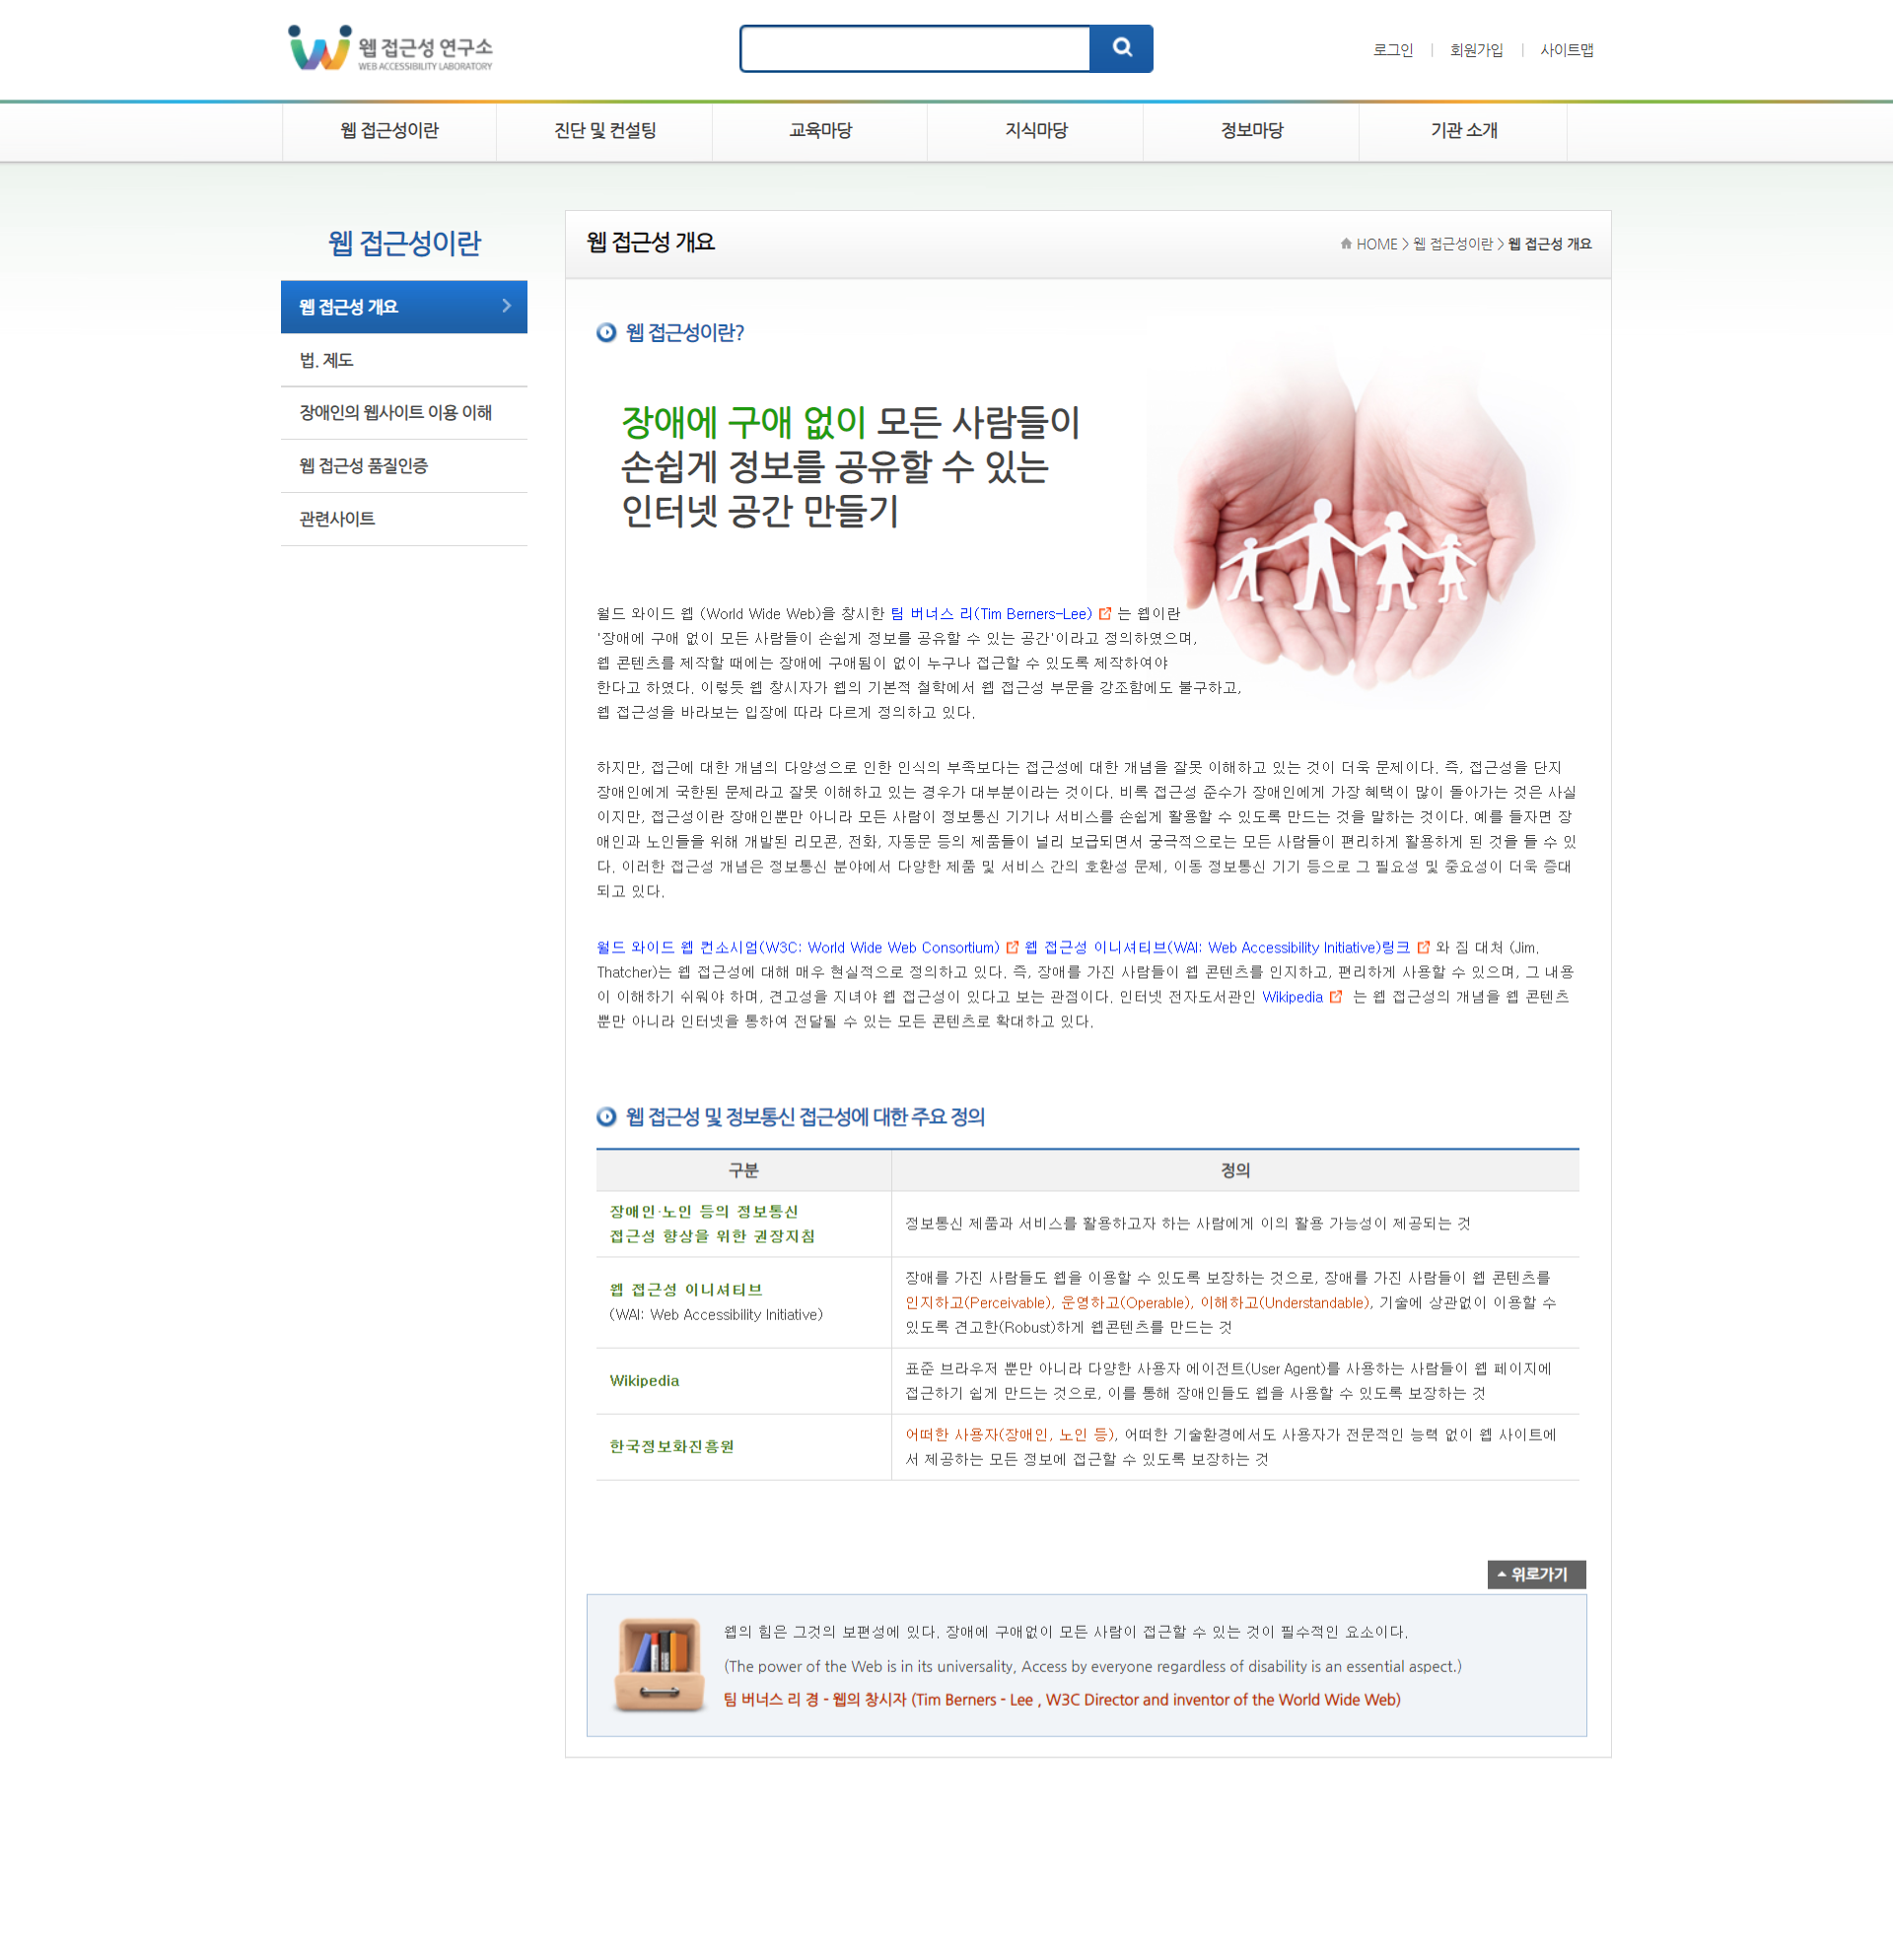 웹 접근성 연구소
WEB ACCESSIBILITY LABORATORY
로그인
회원가입
사이트맵
웹 접근성이란
진단 및 컨설팅
교육마당
지식마당
정보마당
기관 소개
웹 접근성이란
웹 접근성 개요
법. 제도
장애인의 웹사이트 이용 이해
웹 접근성 품질인증
관련사이트
웹 접근성 개요
HOME > 웹 접근성이란 > 웹 접근성 개요
웹 접근성이란?
장애에 구애 없이 모든 사람들이
손쉽게 정보를 공유할 수 있는
인터넷 공간 만들기
월드 와이드 웹 (World Wide Web)을 창시한 팀 버너스 리(Tim Berners-Lee) 는 웹이란
'장애에 구애 없이 모든 사람들이 손쉽게 정보를 공유할 수 있는 공간'이라고 정의하였으며,
웹 콘텐츠를 제작할 때에는 장애에 구애됨이 없이 누구나 접근할 수 있도록 제작하여야
한다고 하였다. 이렇듯 웹 창시자가 웹의 기본적 철학에서 웹 접근성 부문을 강조함에도 불구하고,
웹 접근성을 바라보는 입장에 따라 다르게 정의하고 있다.
하지만, 접근에 대한 개념의 다양성으로 인한 인식의 부족보다는 접근성에 대한 개념을 잘못 이해하고 있는 것이 더욱 문제이다. 즉, 접근성을 단지
장애인에게 국한된 문제라고 잘못 이해하고 있는 경우가 대부분이라는 것이다. 비록 접근성 준수가 장애인에게 가장 혜택이 많이 돌아가는 것은 사실
이지만, 접근성이란 장애인뿐만 아니라 모든 사람이 정보통신 기기나 서비스를 손쉽게 활용할 수 있도록 만드는 것을 말하는 것이다. 예를 들자면 장
애인과 노인들을 위해 개발된 리모콘, 전화, 자동문 등의 제품들이 널리 보급되면서 궁극적으로는 모든 사람들이 편리하게 활용하게 된 것을 들 수 있
다. 이러한 접근성 개념은 정보통신 분야에서 다양한 제품 및 서비스 간의 호환성 문제, 이동 정보통신 기기 등으로 그 필요성 및 중요성이 더욱 증대
되고 있다.
월드 와이드 웹 컨소시엄(W3C: World Wide Web Consortium) 웹 접근성 이니셔티브(WAI: Web Accessibility Initiative)링크 와 짐 대처 (Jim.
Thatcher)는 웹 접근성에 대해 매우 현실적으로 정의하고 있다. 즉, 장애를 가진 사람들이 웹 콘텐츠를 인지하고, 편리하게 사용할 수 있으며, 그 내용
이 이해하기 쉬워야 하며, 견고성을 지녀야 웹 접근성이 있다고 보는 관점이다. 인터넷 전자도서관인 Wikipedia 는 웹 접근성의 개념을 웹 콘텐츠
뿐만 아니라 인터넷을 통하여 전달될 수 있는 모든 콘텐츠로 확대하고 있다.
웹 접근성 및 정보통신 접근성에 대한 주요 정의
구분
정의
장애인·노인 등의 정보통신
접근성 향상을 위한 권장지침
정보통신 제품과 서비스를 활용하고자 하는 사람에게 이의 활용 가능성이 제공되는 것
웹 접근성 이니셔티브
(WAI: Web Accessibility Initiative)
장애를 가진 사람들도 웹을 이용할 수 있도록 보장하는 것으로, 장애를 가진 사람들이 웹 콘텐츠를
인지하고(Perceivable), 운영하고(Operable), 이해하고(Understandable), 기술에 상관없이 이용할 수
있도록 견고한(Robust)하게 웹콘텐츠를 만드는 것
Wikipedia
표준 브라우저 뿐만 아니라 다양한 사용자 에이전트(User Agent)를 사용하는 사람들이 웹 페이지에
접근하기 쉽게 만드는 것으로, 이를 통해 장애인들도 웹을 사용할 수 있도록 보장하는 것
한국정보화진흥원
어떠한 사용자(장애인, 노인 등), 어떠한 기술환경에서도 사용자가 전문적인 능력 없이 웹 사이트에
서 제공하는 모든 정보에 접근할 수 있도록 보장하는 것
위로가기
웹의 힘은 그것의 보편성에 있다. 장애에 구애없이 모든 사람이 접근할 수 있는 것이 필수적인 요소이다.
(The power of the Web is in its universality, Access by everyone regardless of disability is an essential aspect.)
팀 버너스 리 경 - 웹의 창시자 (Tim Berners - Lee , W3C Director and inventor of the World Wide Web)